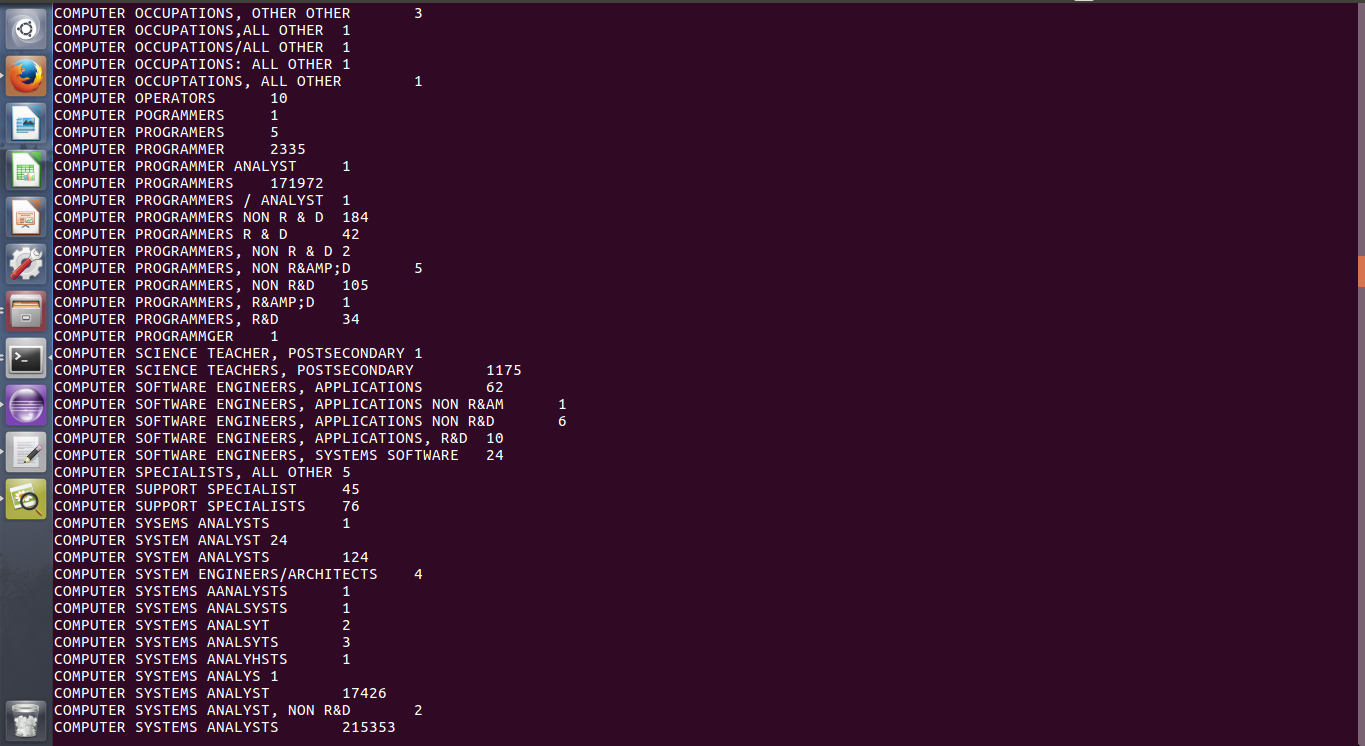 COMPUTER OCCUPATIONS, OTHER OTHER 3
COMPUTER OCCUPATIONS,ALL OTHER 1
COMPUTER OCCUPATIONS/ALL OTHER 1
COMPUTER OCCUPATIONS: ALL OTHER 1
COMPUTER OCCUPTATIONS, ALL OTHER 1
COMPUTER OPERATORS 10
COMPUTER POGRAMMERS 1
COMPUTER PROGRAMERS 5
COMPUTER PROGRAMMER 2335
COMPUTER PROGRAMMER ANALYST 1
COMPUTER PROGRAMMERS 171972
COMPUTER PROGRAMMERS / ANALYST 1
COMPUTER PROGRAMMERS NON R & D 184
COMPUTER PROGRAMMERS R & D 42
COMPUTER PROGRAMMERS, NON R & D 2
COMPUTER PROGRAMMERS, NON R&AMP;D 5
COMPUTER PROGRAMMERS, NON R&D 105
COMPUTER PROGRAMMERS, R&AMP;D 1
COMPUTER PROGRAMMERS, R&D 34
COMPUTER PROGRAMMGER 1
COMPUTER SCIENCE TEACHER, POSTSECONDARY 1
COMPUTER SCIENCE TEACHERS, POSTSECONDARY 1175
COMPUTER SOFTWARE ENGINEERS, APPLICATIONS 62
COMPUTER SOFTWARE ENGINEERS, APPLICATIONS NON R&AM 1
COMPUTER SOFTWARE ENGINEERS, APPLICATIONS NON R&D 6
COMPUTER SOFTWARE ENGINEERS, APPLICATIONS, R&D 10
COMPUTER SOFTWARE ENGINEERS, SYSTEMS SOFTWARE 24
COMPUTER SPECIALISTS, ALL OTHER 5
COMPUTER SUPPORT SPECIALIST 45
COMPUTER SUPPORT SPECIALISTS 76
COMPUTER SYSEMS ANALYSTS 1
COMPUTER SYSTEM ANALYST 24
COMPUTER SYSTEM ANALYSTS 124
COMPUTER SYSTEM ENGINEERS/ARCHITECTS 4
COMPUTER SYSTEMS AANALYSTS 1
COMPUTER SYSTEMS ANALSYSTS 1
COMPUTER SYSTEMS ANALSYT 2
COMPUTER SYSTEMS ANALSYTS 3
COMPUTER SYSTEMS ANALYHSTS 1
COMPUTER SYSTEMS ANALYS 1
COMPUTER SYSTEMS ANALYST 17426
COMPUTER SYSTEMS ANALYST, NON R&D 2
COMPUTER SYSTEMS ANALYSTS 215353